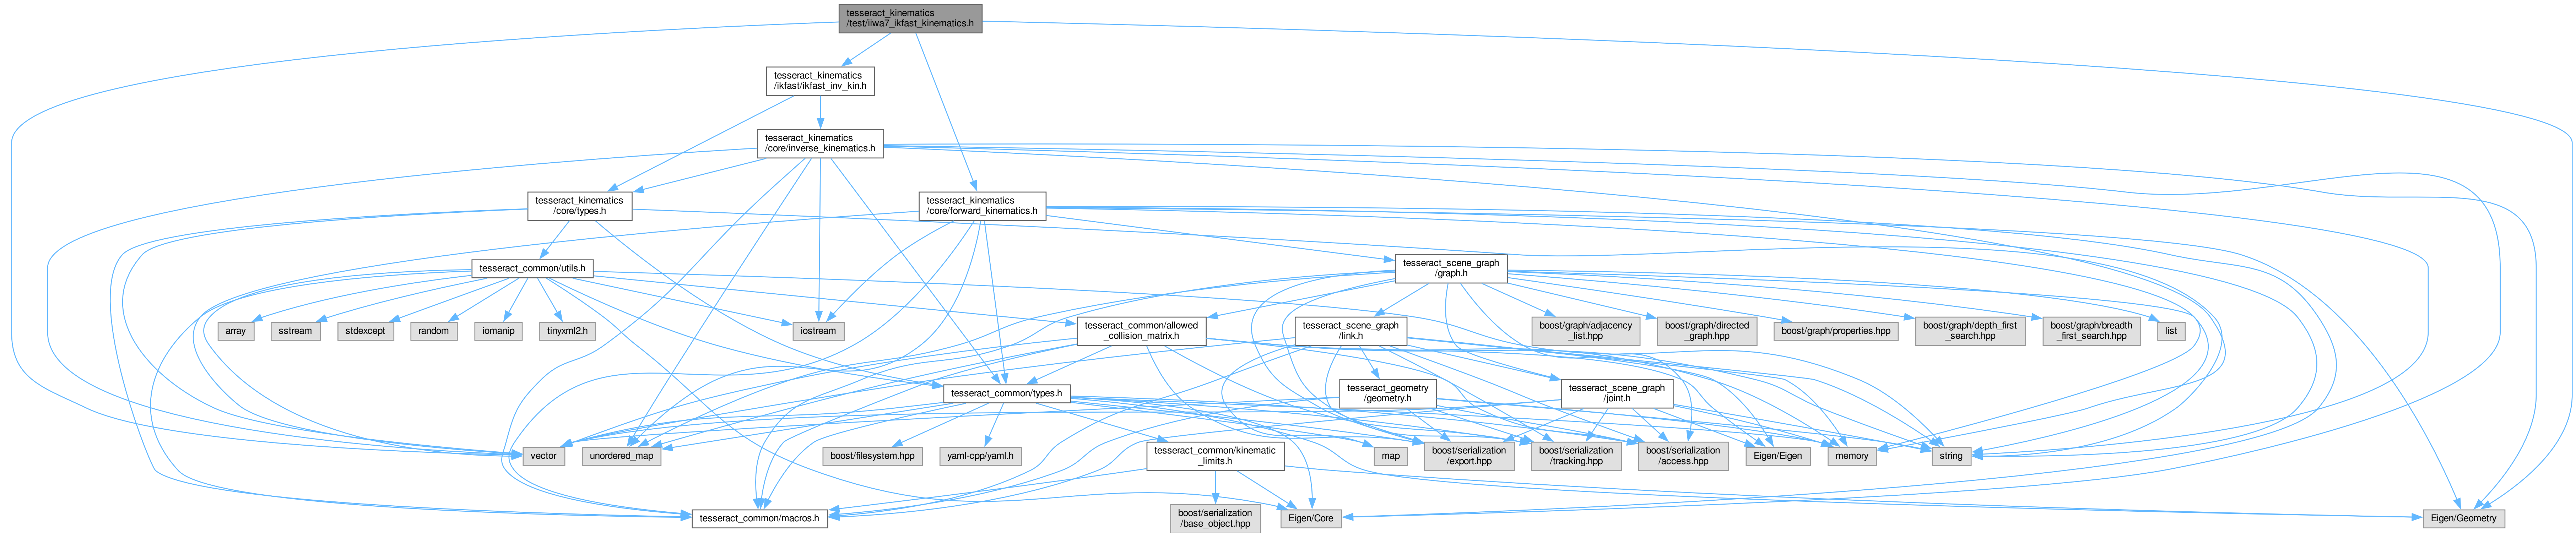 tesseract_kinematics
/test/iiwa7_ikfast_kinematics.h
tesseract_kinematics
/ikfast/ikfast_inv_kin.h
tesseract_kinematics
/core/inverse_kinematics.h
tesseract_kinematics
/core/types.h
tesseract_kinematics
/core/forward_kinematics.h
tesseract_common/utils.h
tesseract_scene_graph
/graph.h
array
sstream
stdexcept
random
iomanip
tinyxml2.h
iostream
tesseract_common/allowed
_collision_matrix.h
tesseract_scene_graph
/link.h
boost/graph/adjacency
_list.hpp
boost/graph/directed
_graph.hpp
boost/graph/properties.hpp
boost/graph/depth_first
_search.hpp
boost/graph/breadth
_first_search.hpp
list
tesseract_common/types.h
tesseract_geometry
/geometry.h
tesseract_scene_graph
/joint.h
vector
unordered_map
boost/filesystem.hpp
yaml-cpp/yaml.h
tesseract_common/kinematic
_limits.h
map
boost/serialization
/export.hpp
boost/serialization
/tracking.hpp
boost/serialization
/access.hpp
Eigen/Eigen
memory
string
tesseract_common/macros.h
boost/serialization
/base_object.hpp
Eigen/Core
Eigen/Geometry